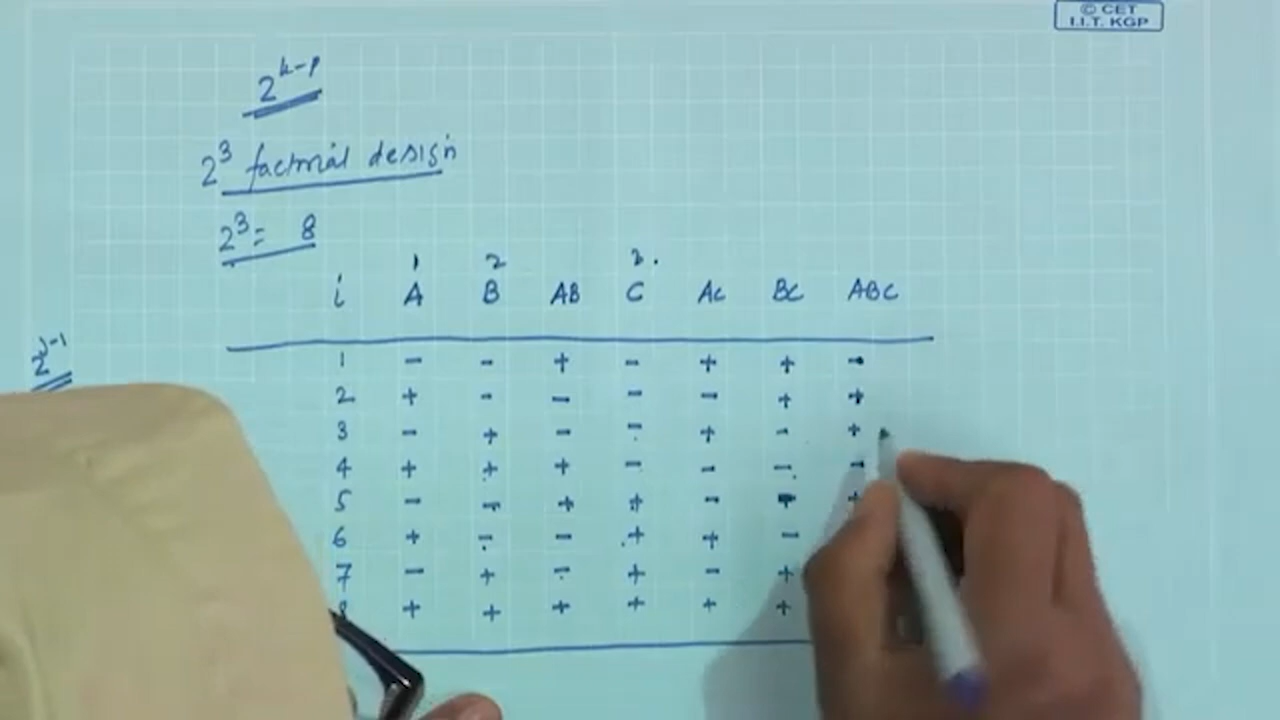 © CET
I.I.T. KGP
2^k-p
2^3 factorial design
2^3 = 8
1 2 3.
i A B AB C AC BC ABC
2^j-1
1 - - + - + + -
2 + - - - - + +
3 - + - - + - +
4 + + + - - - -
5 - - + + - + +
6 + - - + + -
7 - + - + - +
8 + + + + + +